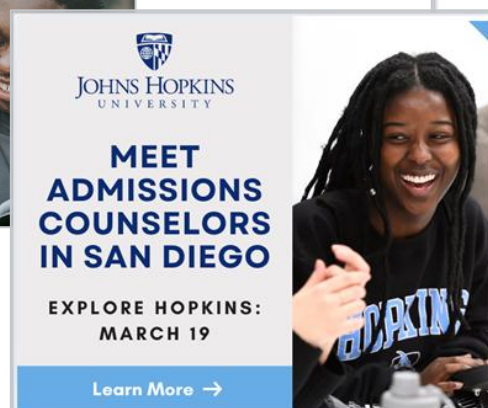 JOHNS HOPKINS
UNIVERSITY
MEET
ADMISSIONS
COUNSELORS
IN SAN DIEGO
EXPLORE HOPKINS:
MARCH 19
Learn More →
HOPKINS